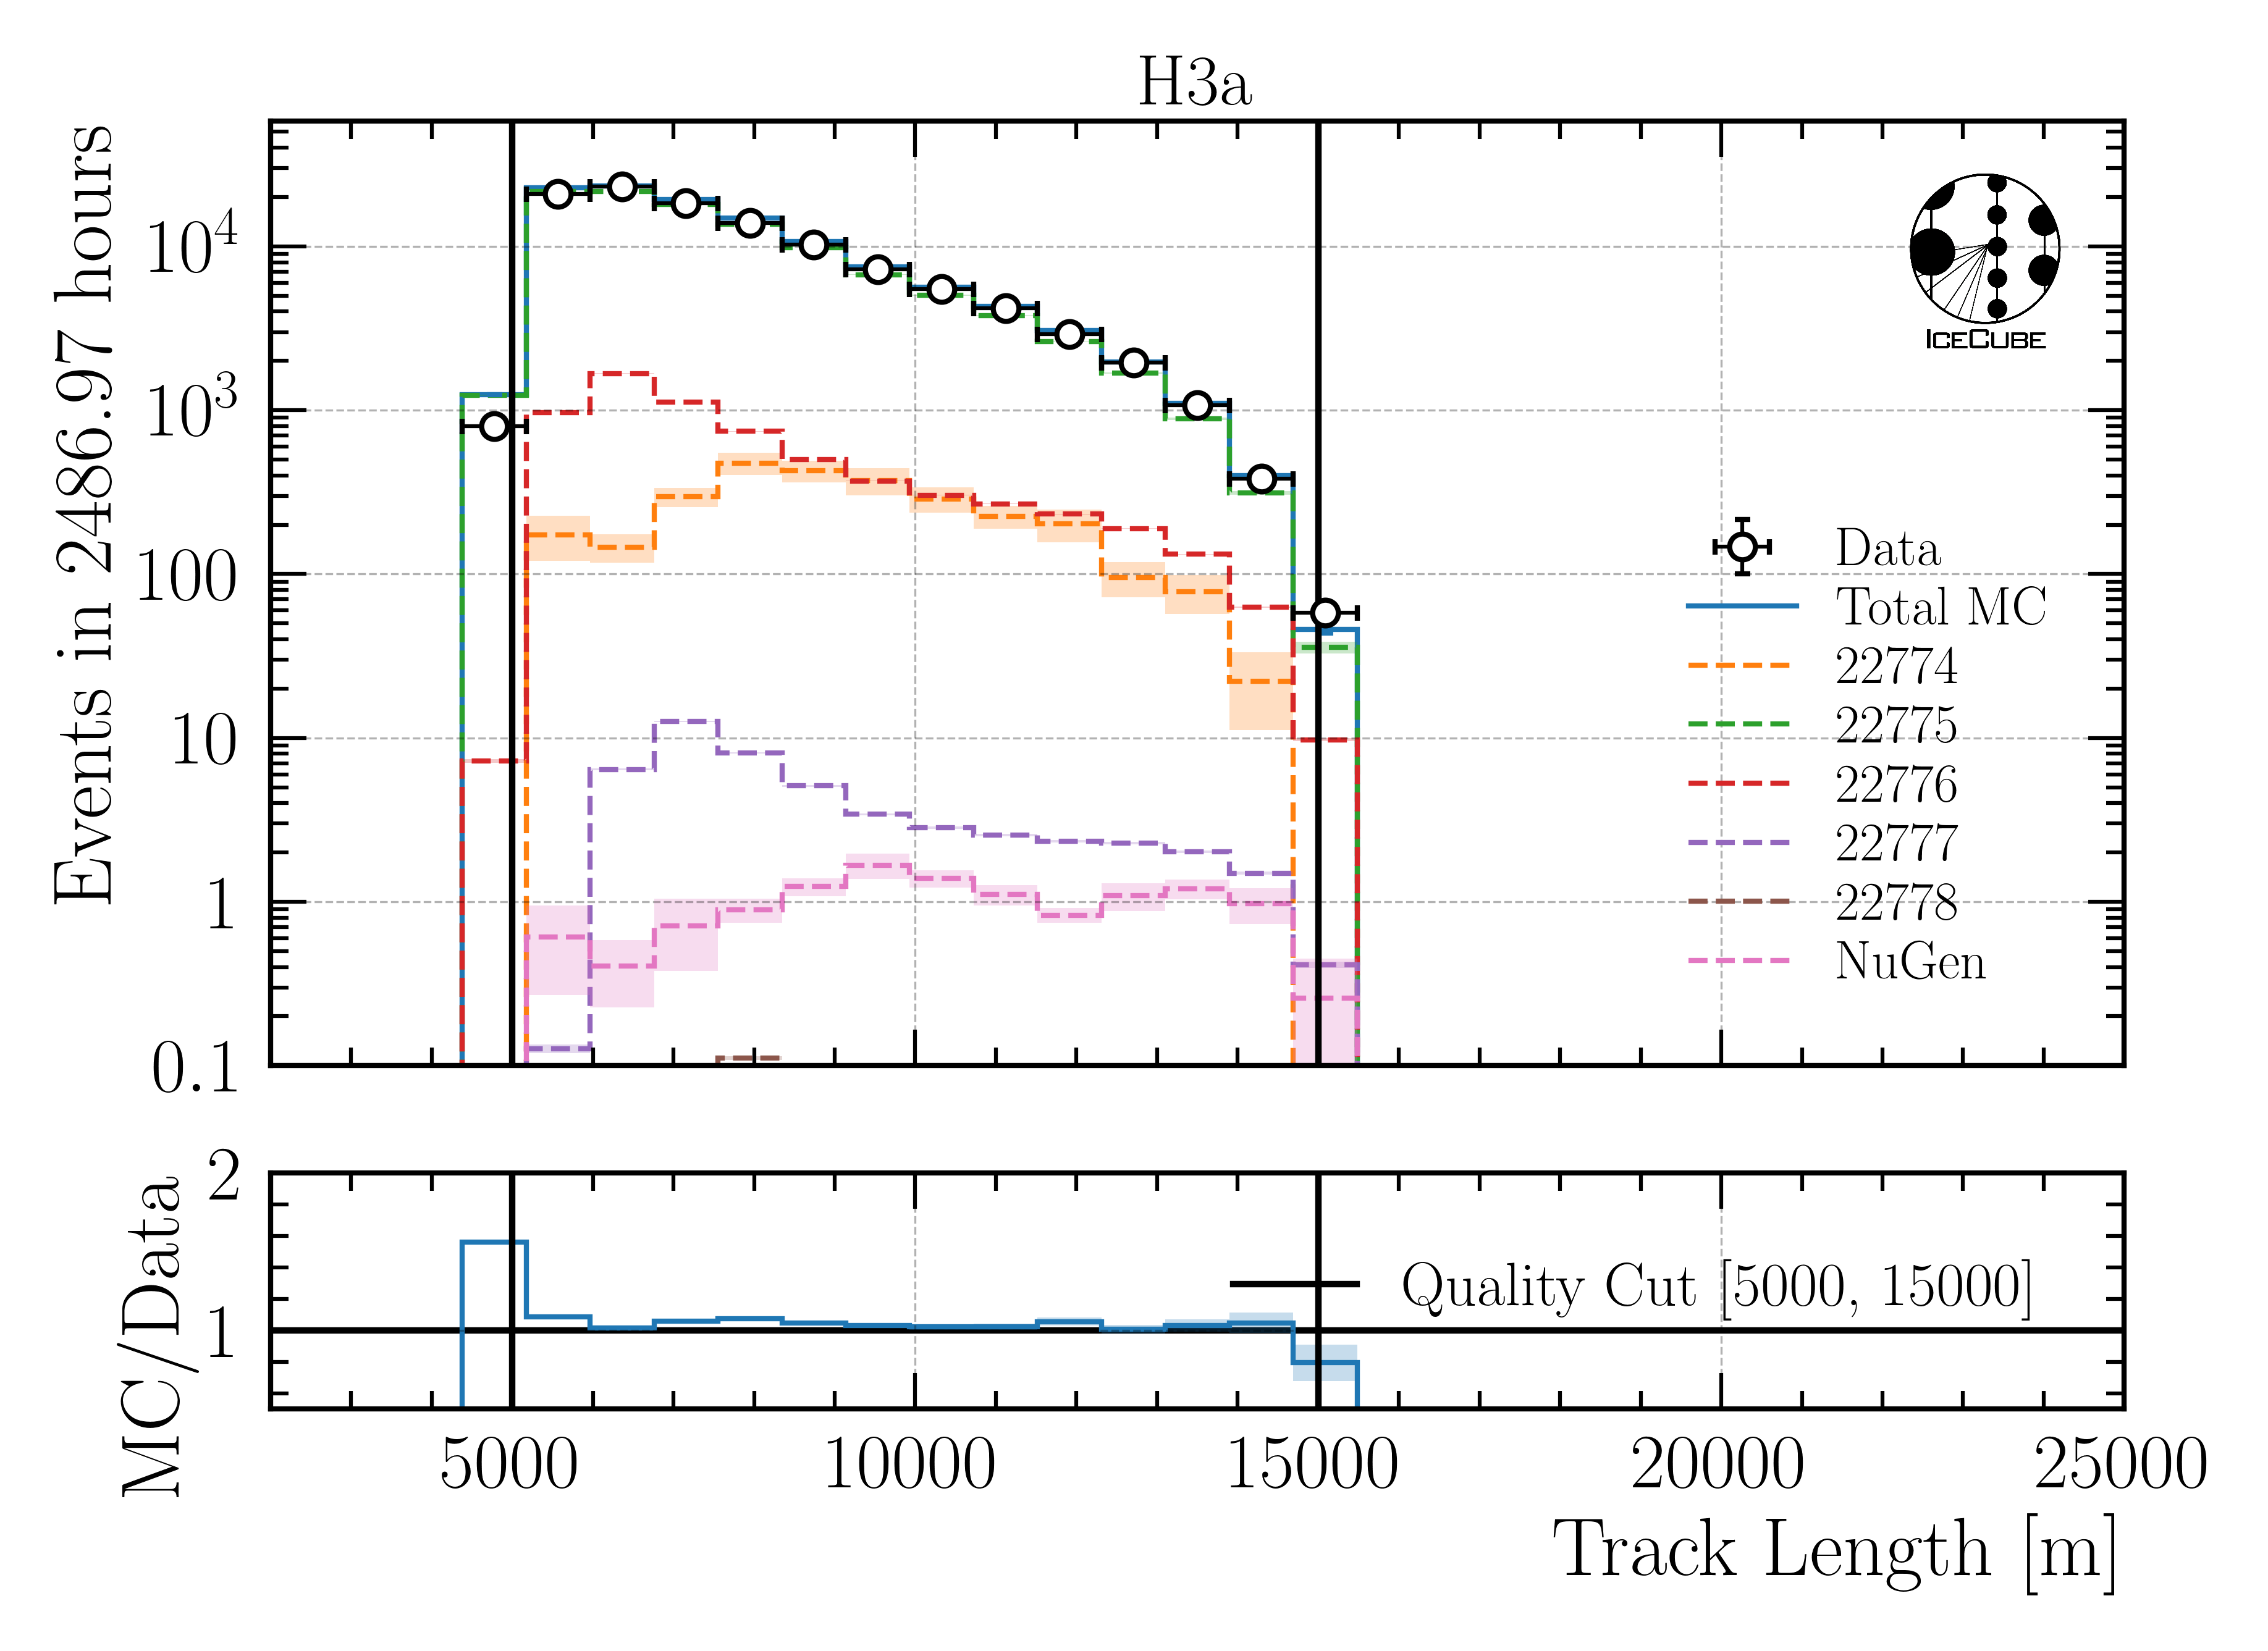 H3a
Events in 2486.97 hours
10^4
10^3
100
10
1
0.1
IceCube
Data
Total MC
22774
22775
22776
22777
22778
NuGen
MC/Data
2
1
Quality Cut [5000, 15000]
5000 10000 15000 20000 25000
Track Length [m]